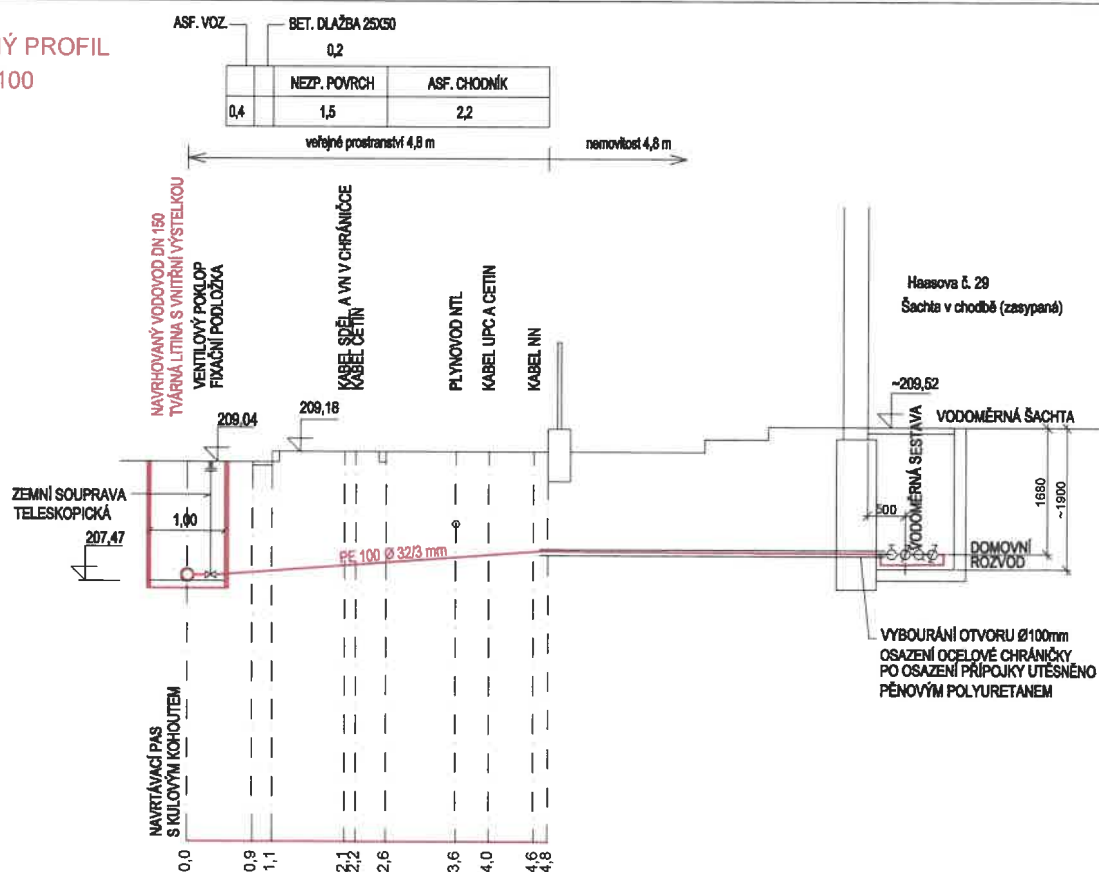 ASF. VOZ.
BET. DLAŽBA 25X50
0,2
NÝ PROFIL
100
NEZP. POVRCH
ASF. CHODNÍK
0,4
1,5
2,2
veřejné prostranství 4,8 m
nemovitost 4,8 m
NAVRHOVANÝ VODOVOD DN 150
TVÁRNÁ LITINA S VNITŘNÍ VÝSTELKOU
VENTILOVÝ POKLOP
FIXAČNÍ PODLOŽKA
KABEL SDĚL. A VN V CHRÁNIČCE
KABEL CETIN
PLYNOVOD NTL
KABEL UPC A CETIN
KABEL NN
Haasova č. 29
Šachta v chodbě (zasypaná)
209,04
209,18
~209,52
VODOMĚRNÁ ŠACHTA
VODOMĚRNÁ SESTAVA
ZEMNÍ SOUPRAVA
TELESKOPICKÁ
1,00
207,47
500
1680
~1900
PE 100 Ø 32/3 mm
DOMOVNÍ
ROZVOD
VYBOURÁNÍ OTVORU Ø100mm
OSAZENÍ OCELOVÉ CHRÁNIČKY
PO OSAZENÍ PŘÍPOJKY UTĚSNĚNO
PĚNOVÝM POLYURETANEM
NAVRTÁVACÍ PAS
S KULOVÝM KOHOUTEM
0,0
0,9
1,1
2,1
2,2
2,6
3,6
4,0
4,6
4,8